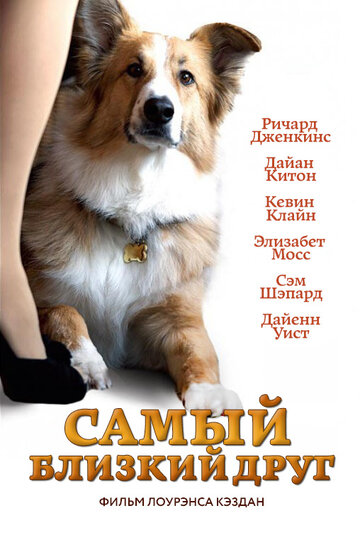 Ричард
Дженкинс
Дайан
Китон
Кевин
Клайн
Элизабет
Мосс
Сэм
Шэпард
Дайенн
Уист
САМЫЙ
БЛИЗКИЙ ДРУГ
ФИЛЬМ ЛОУРЭНСА КЭЗДАН